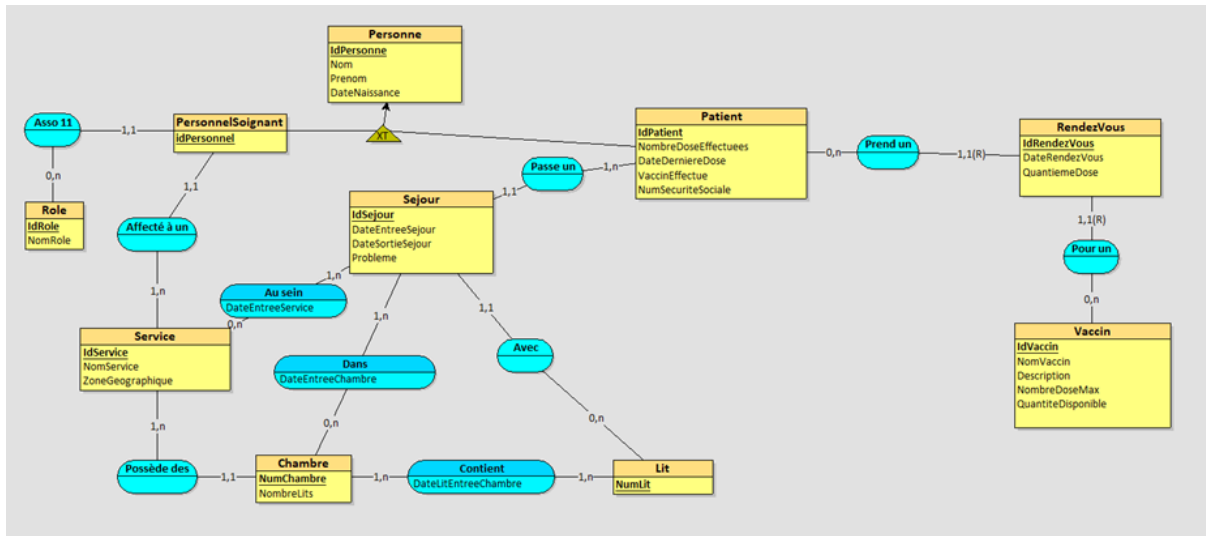 Personne
IdPersonne
Nom
Prenom
DateNaissance
XT
Asso 11
1,1
PersonnelSoignant
idPersonnel
Patient
IdPatient
NombreDoseEffectuees
DateDerniereDose
VaccinEffectue
NumSecuriteSociale
0,n
Prend un
1,1(R)
RendezVous
IdRendezVous
DateRendezVous
QuantiemeDose
0,n
Role
IdRole
NomRole
1,1
Affecté à un
1,n
Passe un
1,n
1,1
Sejour
IdSejour
DateEntreeSejour
DateSortieSejour
Probleme
1,1(R)
Pour un
0,n
1,n
Au sein
DateEntreeService
0,n
Service
IdService
NomService
ZoneGeographique
1,n
Dans
DateEntreeChambre
0,n
1,1
Avec
0,n
Vaccin
IdVaccin
NomVaccin
Description
NombreDoseMax
QuantiteDisponible
1,n
Possède des
1,1
Chambre
NumChambre
NombreLits
1,n
Contient
DateLitEntreeChambre
1,n
Lit
NumLit